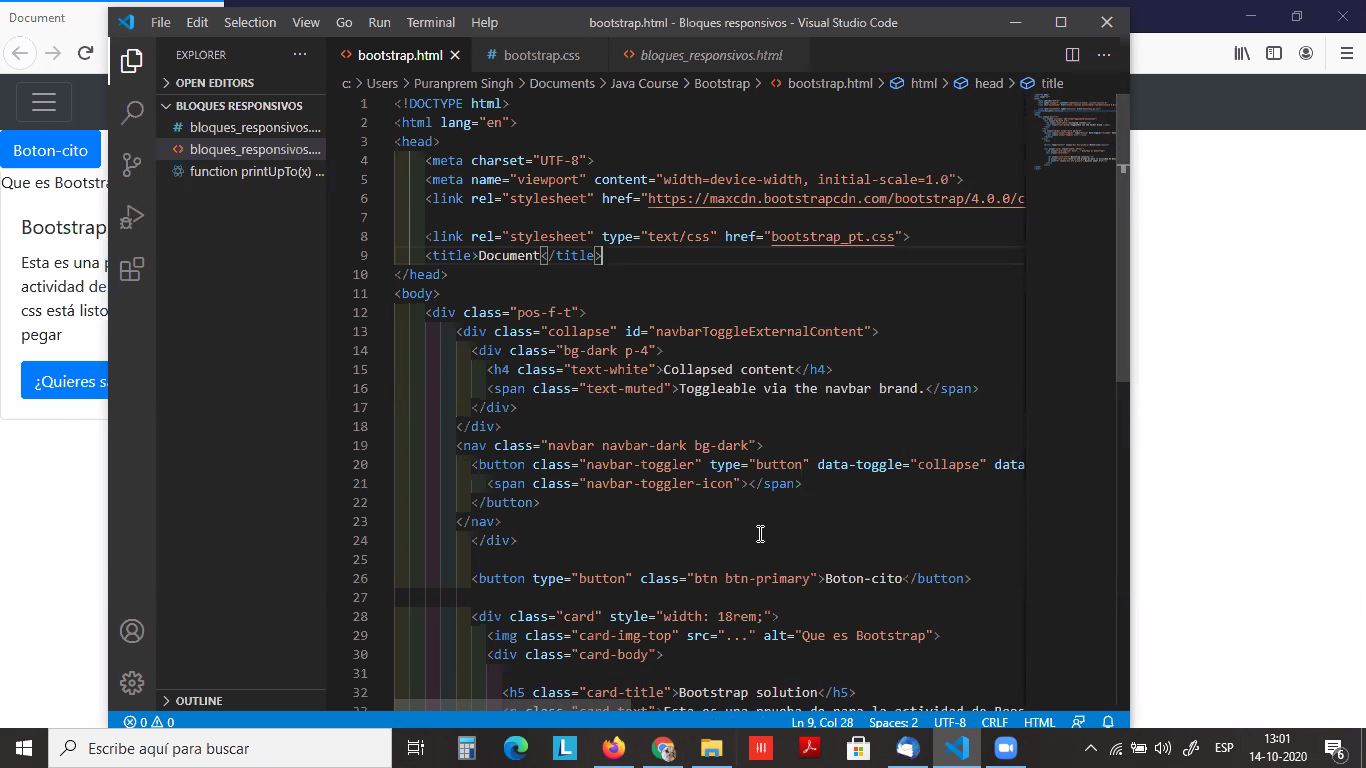 Document
File Edit Selection View Go Run Terminal Help
bootstrap.html - Bloques responsivos - Visual Studio Code
EXPLORER
bootstrap.html
# bootstrap.css
bloques_responsivos.html
OPEN EDITORS
BLOQUES RESPONSIVOS
# bloques_responsivos....
bloques_responsivos....
function printUpTo(x) ...
OUTLINE
c: > Users > Puranprem Singh > Documents > Java Course > Bootstrap > bootstrap.html > html > head > title
1 <!DOCTYPE html>
2 <html lang="en">
3 <head>
4 <meta charset="UTF-8">
5 <meta name="viewport" content="width=device-width, initial-scale=1.0">
6 <link rel="stylesheet" href="https://maxcdn.bootstrapcdn.com/bootstrap/4.0.0/c
7
8 <link rel="stylesheet" type="text/css" href="bootstrap_pt.css">
9 <title>Document</title>
10 </head>
11 <body>
12 <div class="pos-f-t">
13 <div class="collapse" id="navbarToggleExternalContent">
14 <div class="bg-dark p-4">
15 <h4 class="text-white">Collapsed content</h4>
16 <span class="text-muted">Toggleable via the navbar brand.</span>
17 </div>
18 </div>
19 <nav class="navbar navbar-dark bg-dark">
20 <button class="navbar-toggler" type="button" data-toggle="collapse" data
21 <span class="navbar-toggler-icon"></span>
22 </button>
23 </nav>
24 </div>
25
26 <button type="button" class="btn btn-primary">Boton-cito</button>
27
28 <div class="card" style="width: 18rem;">
29 <img class="card-img-top" src="..." alt="Que es Bootstrap">
30 <div class="card-body">
31
32 <h5 class="card-title">Bootstrap solution</h5>
Boton-cito
Que es Bootstra
Bootstrap
Esta es una p
actividad de
css está listo
pegar
¿Quieres sa
0 0
Ln 9, Col 28 Spaces: 2 UTF-8 CRLF HTML
Escribe aquí para buscar
L
ESP
13:01
14-10-2020
6